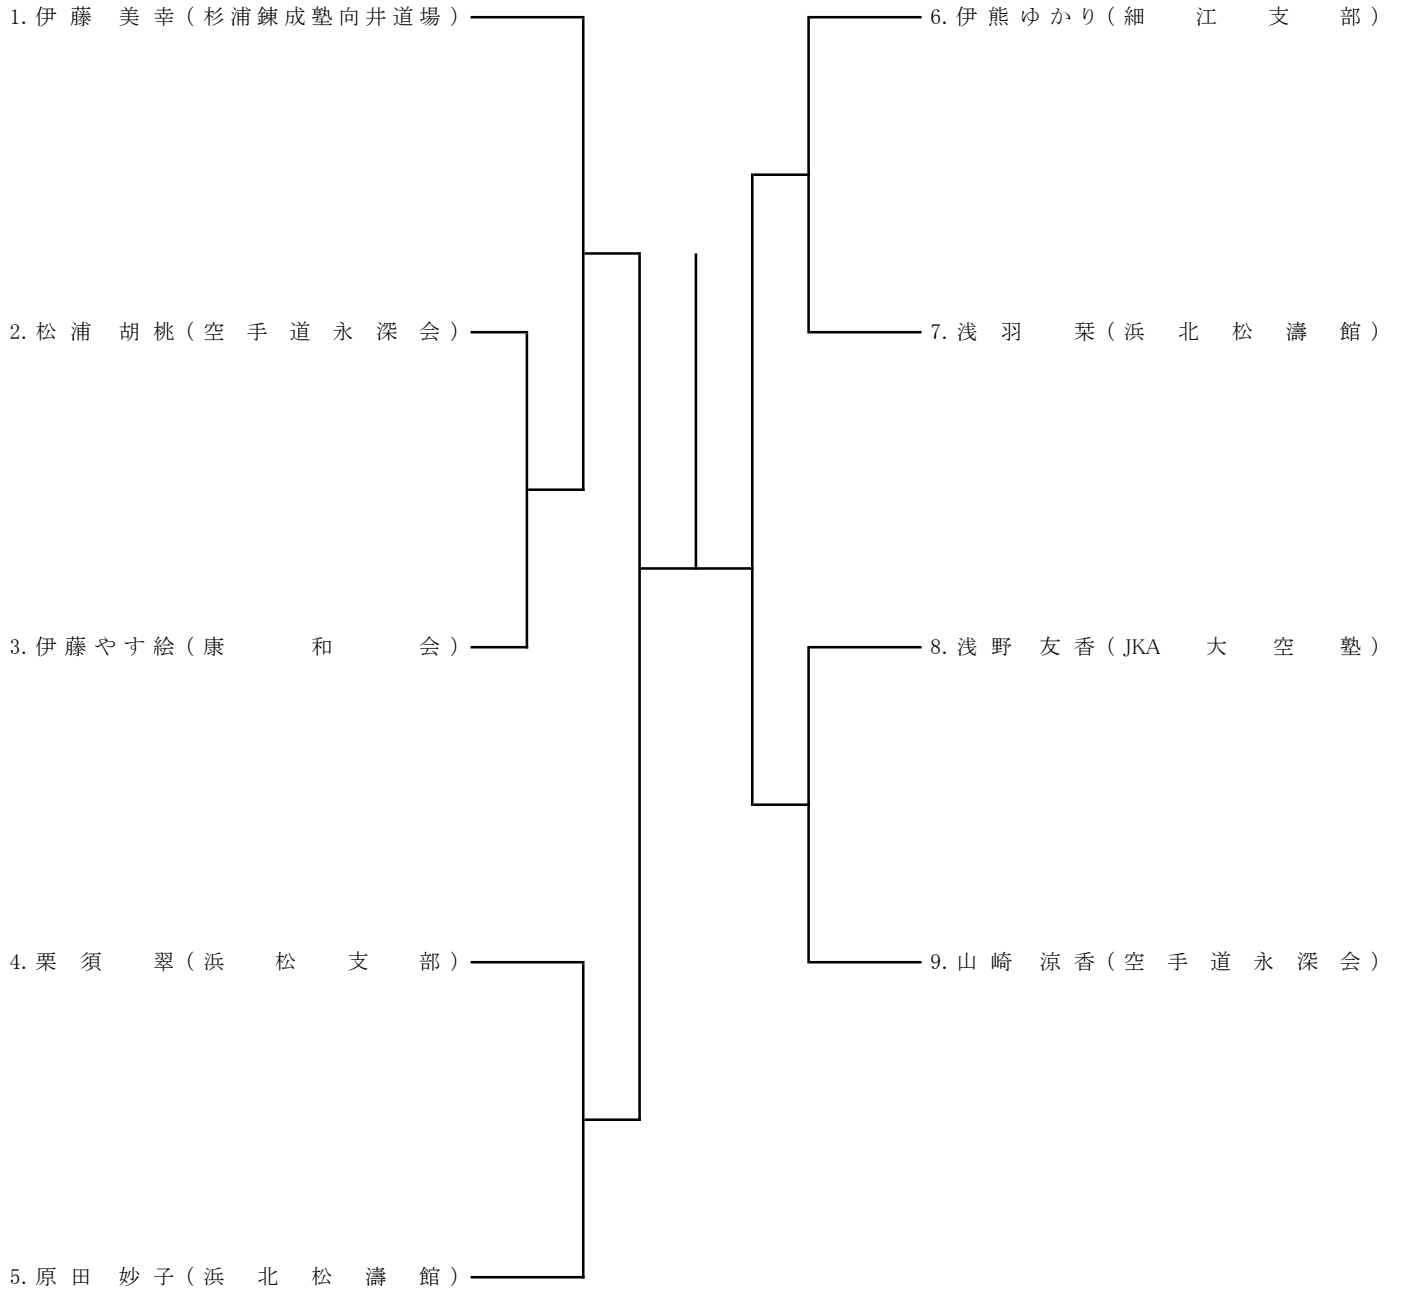 1. 伊藤 美幸(杉浦錬成塾向井道場)
2. 松浦 胡桃(空手道永深会)
3. 伊藤やす絵(康和会)
4. 栗須 翠(浜松支部)
5. 原田 妙子(浜北松濤館)
6. 伊熊ゆかり(細江支部)
7. 浅羽 栞(浜北松濤館)
8. 浅野 友香(JKA大空塾)
9. 山崎 涼香(空手道永深会)